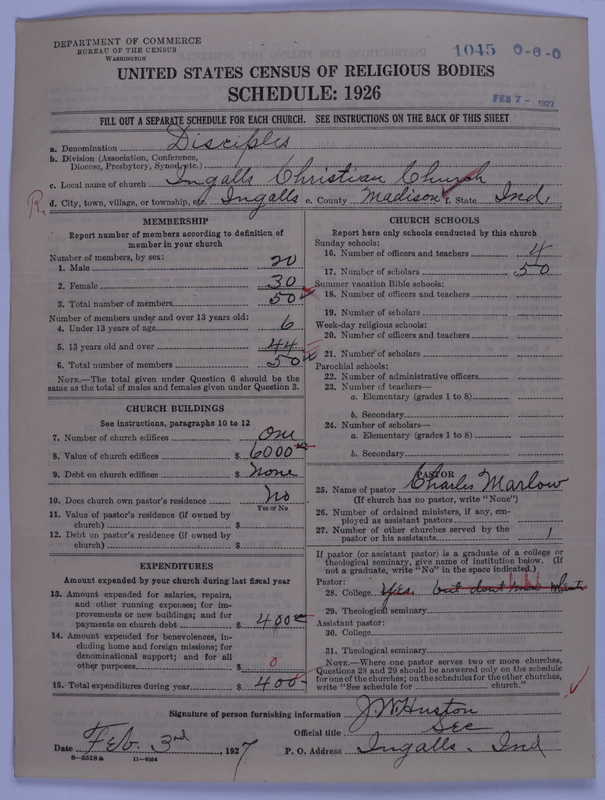 DEPARTMENT OF COMMERCE
BUREAU OF THE CENSUS
WASHINGTON
1045 0-6-0
UNITED STATES CENSUS OF RELIGIOUS BODIES
SCHEDULE: 1926
FEB 7 - 1927
FILL OUT A SEPARATE SCHEDULE FOR EACH CHURCH. SEE INSTRUCTIONS ON THE BACK OF THIS SHEET
a. Denomination Disciples
b. Division (Association, Conference, Diocese, Presbytery, Synod, etc.)
c. Local name of church Ingalls Christian Church
R. d. City, town, village, or township, etc. Ingalls e. County Madison f. State Ind.
MEMBERSHIP
Report number of members according to definition of member in your church
Number of members, by sex:
1. Male 20
2. Female 30
3. Total number of members 50
Number of members under and over 13 years old:
4. Under 13 years of age 6
5. 13 years old and over 44
6. Total number of members 50
NOTE.—The total given under Question 6 should be the same as the total of males and females given under Question 3.
CHURCH BUILDINGS
See instructions, paragraphs 10 to 12
7. Number of church edifices One
8. Value of church edifices $ 6000
9. Debt on church edifices $ None
10. Does church own pastor's residence No
Yes or No
11. Value of pastor's residence (if owned by church) $
12. Debt on pastor's residence (if owned by church) $
EXPENDITURES
Amount expended by your church during last fiscal year
13. Amount expended for salaries, repairs, and other running expenses; for improvements or new buildings; and for payments on church debt $ 400
14. Amount expended for benevolences, including home and foreign missions; for denominational support; and for all other purposes $ 0
15. Total expenditures during year $ 400
CHURCH SCHOOLS
Report here only schools conducted by this church
Sunday schools:
16. Number of officers and teachers 4
17. Number of scholars 50
Summer vacation Bible schools:
18. Number of officers and teachers
19. Number of scholars
Week-day religious schools:
20. Number of officers and teachers
21. Number of scholars
Parochial schools:
22. Number of administrative officers
23. Number of teachers—
a. Elementary (grades 1 to 8)
b. Secondary
24. Number of scholars—
a. Elementary (grades 1 to 8)
b. Secondary
PASTOR
25. Name of pastor Charles Marlow
(If church has no pastor, write "None")
26. Number of ordained ministers, if any, employed as assistant pastors
27. Number of other churches served by the pastor or his assistants 1
If pastor (or assistant pastor) is a graduate of a college or theological seminary, give name of institution below. (If not a graduate, write "No" in the space indicated.)
Pastor:
28. College Yes. but dont know what
29. Theological seminary
Assistant pastor:
30. College
31. Theological seminary
NOTE.—Where one pastor serves two or more churches, Questions 28 and 29 should be answered only on the schedule for one of the churches; on the schedules for the other churches, write "See schedule for church."
Signature of person furnishing information J W Huston
Official title Sec
Date Feb. 3rd, 1927 P. O. Address Ingalls. Ind
8-5518a 11-9054